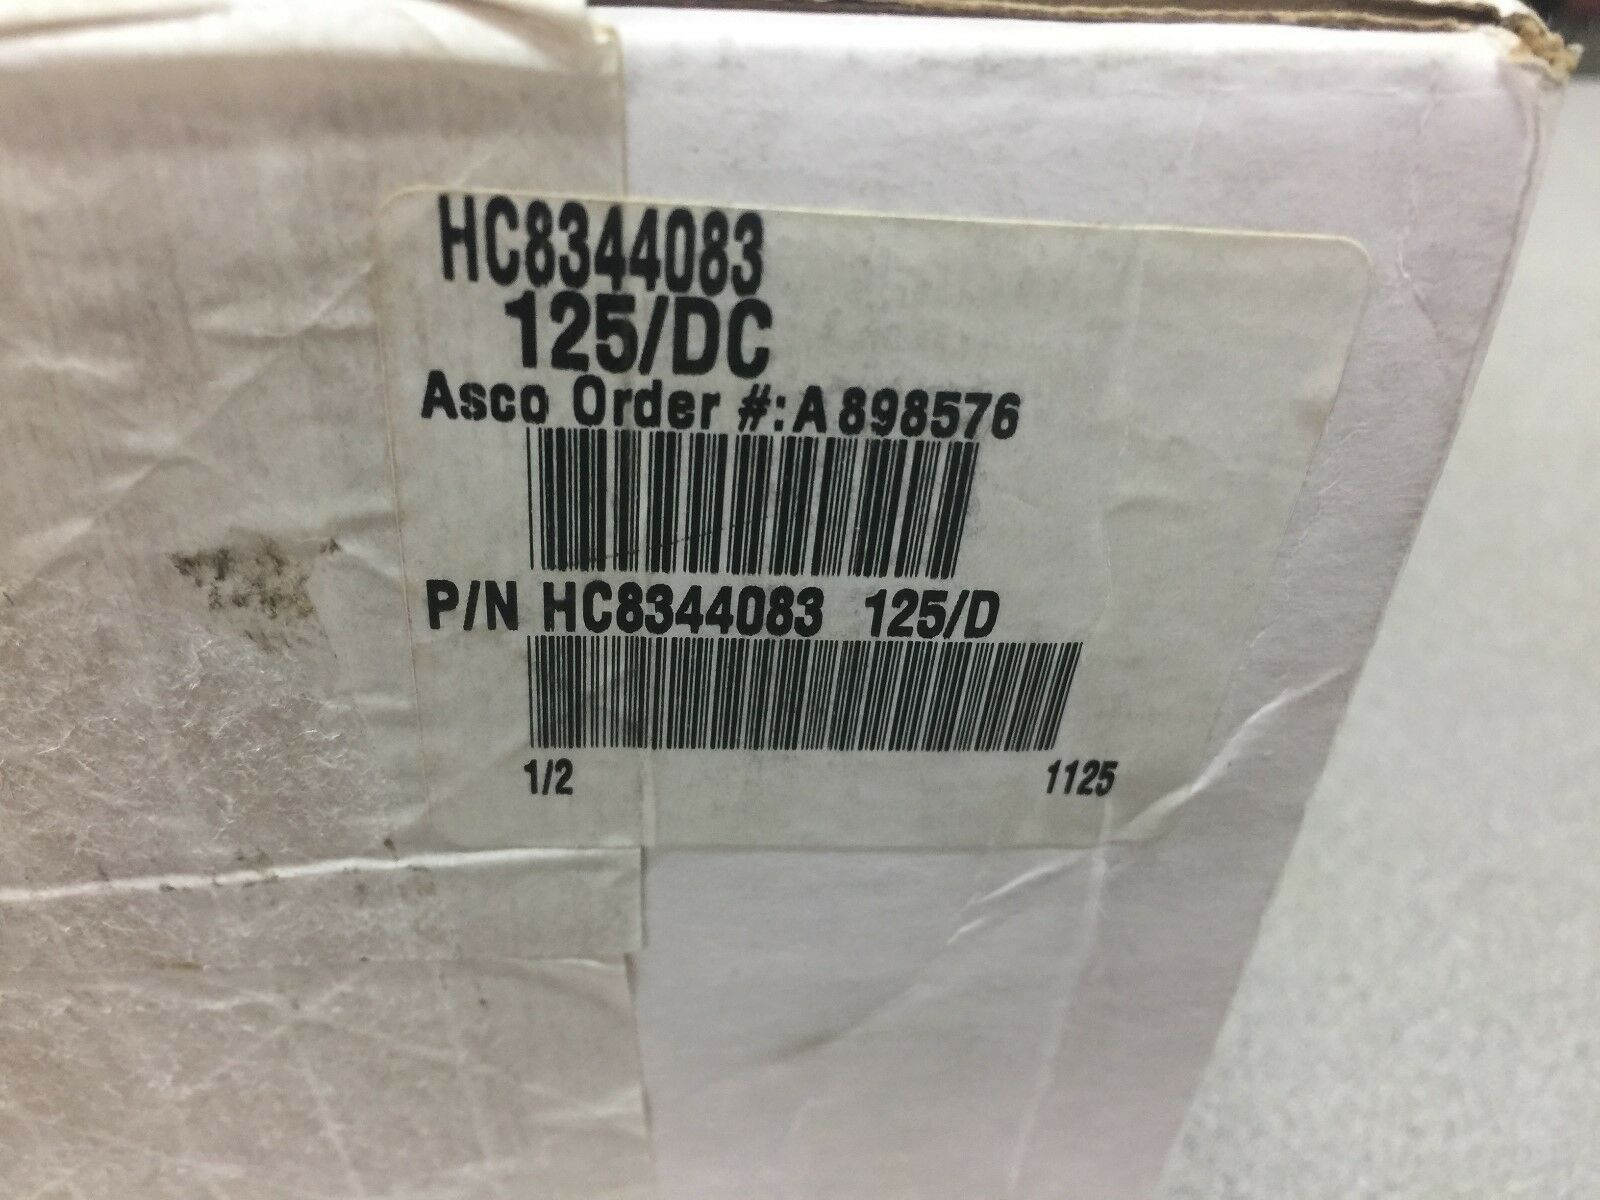 HC8344083
125/DC
Asco Order #:A898576
P/N HC8344083 125/D
1/2 1125